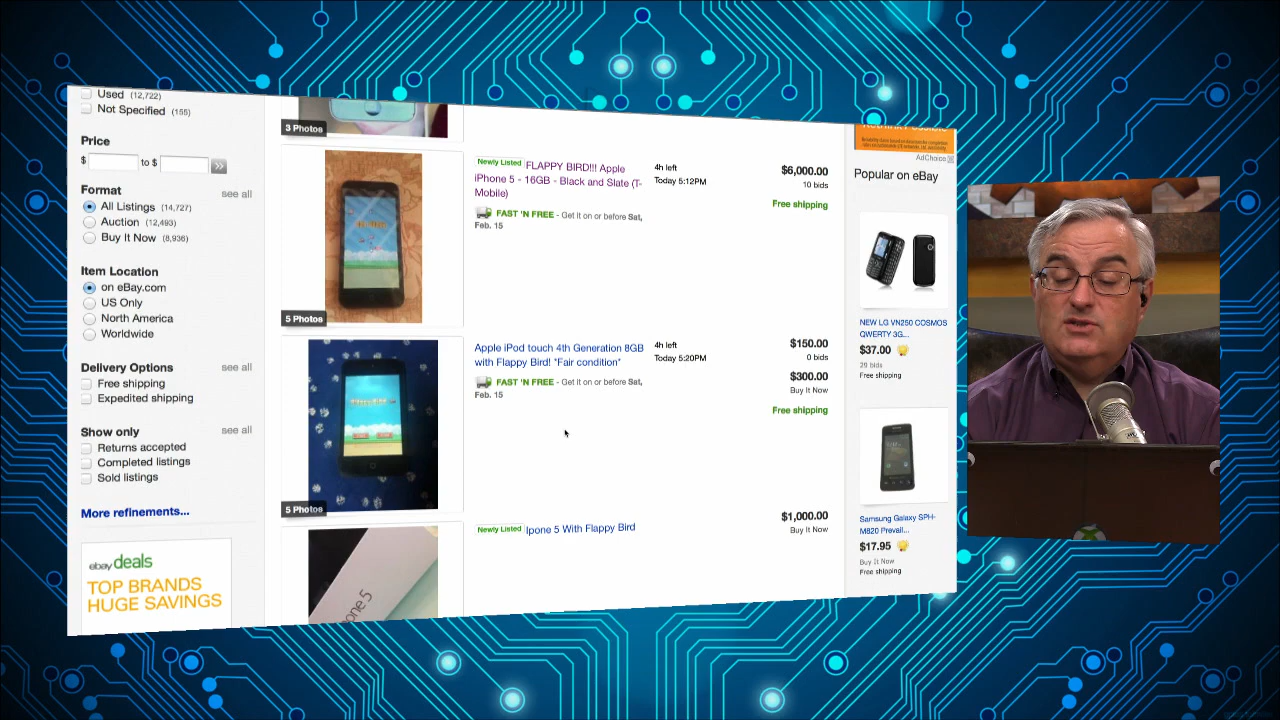 Used (12,722)
Not Specified (155)
Price
$ to $ »
Format
see all
All Listings (14,727)
Auction (12,493)
Buy It Now (8,936)
Item Location
on eBay.com
US Only
North America
Worldwide
Delivery Options
see all
Free shipping
Expedited shipping
Show only
see all
Returns accepted
Completed listings
Sold listings
More refinements...
ebay deals
TOP BRANDS
HUGE SAVINGS
3 Photos
5 Photos
Newly Listed FLAPPY BIRD!!! Apple
iPhone 5 - 16GB - Black and Slate (T-
Mobile)
FAST 'N FREE - Get it on or before Sat,
Feb. 15
4h left
Today 5:12PM
$6,000.00
10 bids
Free shipping
5 Photos
Apple iPod touch 4th Generation 8GB
with Flappy Bird! *Fair condition*
FAST 'N FREE - Get it on or before Sat,
Feb. 15
4h left
Today 5:20PM
$150.00
0 bids
$300.00
Buy It Now
Free shipping
Newly Listed Ipone 5 With Flappy Bird
$1,000.00
Buy It Now
AdChoice
Popular on eBay
NEW LG VN250 COSMOS
QWERTY 3G...
$37.00
Free shipping
Samsung Galaxy SPH-
M820 Prevail...
$17.95
Buy It Now
Free shipping